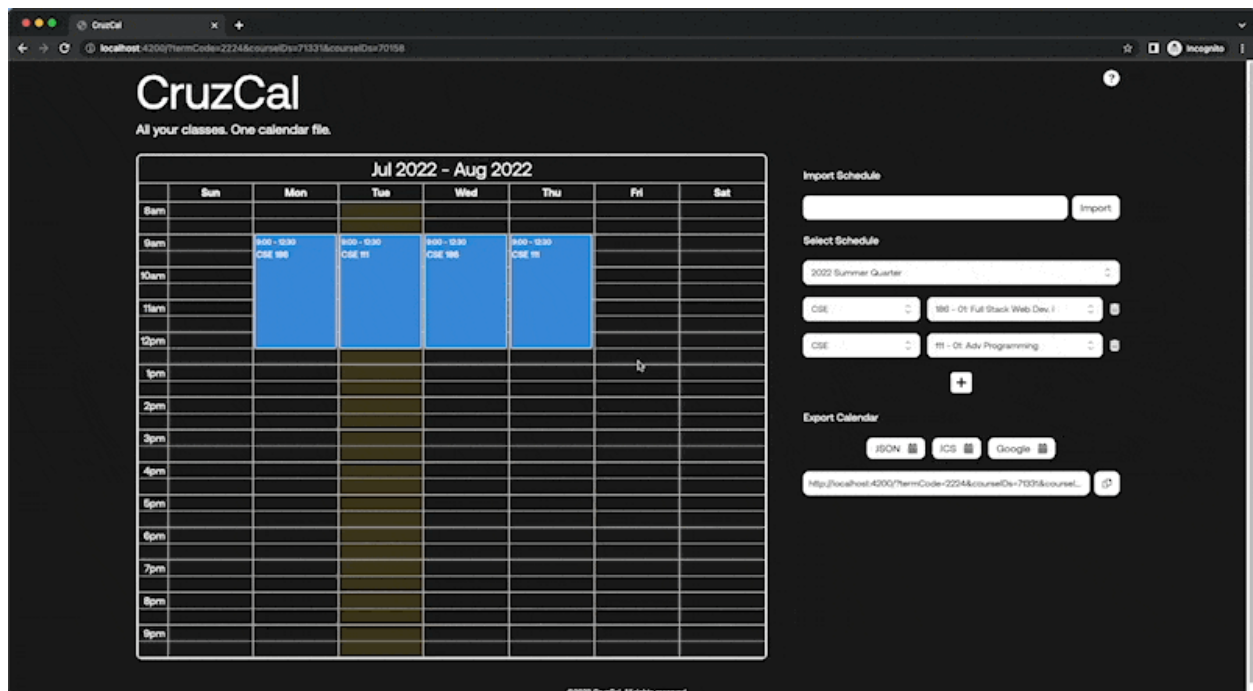 CruzCal
localhost:4200/?termCode=2224&courseIDs=71331&courseIDs=70158
Incognito
CruzCal
?
All your classes. One calendar file.
Jul 2022 - Aug 2022
Sun Mon Tue Wed Thu Fri Sat
8am
9am
10am
11am
12pm
1pm
2pm
3pm
4pm
5pm
6pm
7pm
8pm
9pm
9:00 - 12:30
CSE 186
9:00 - 12:30
CSE 111
9:00 - 12:30
CSE 186
9:00 - 12:30
CSE 111
Import Schedule
Import
Select Schedule
2022 Summer Quarter
CSE 186 - 01: Full Stack Web Dev. I
CSE 111 - 01: Adv Programming
+
Export Calendar
JSON ICS Google
http://localhost:4200/?termCode=2224&courseIDs=71331&courseI...